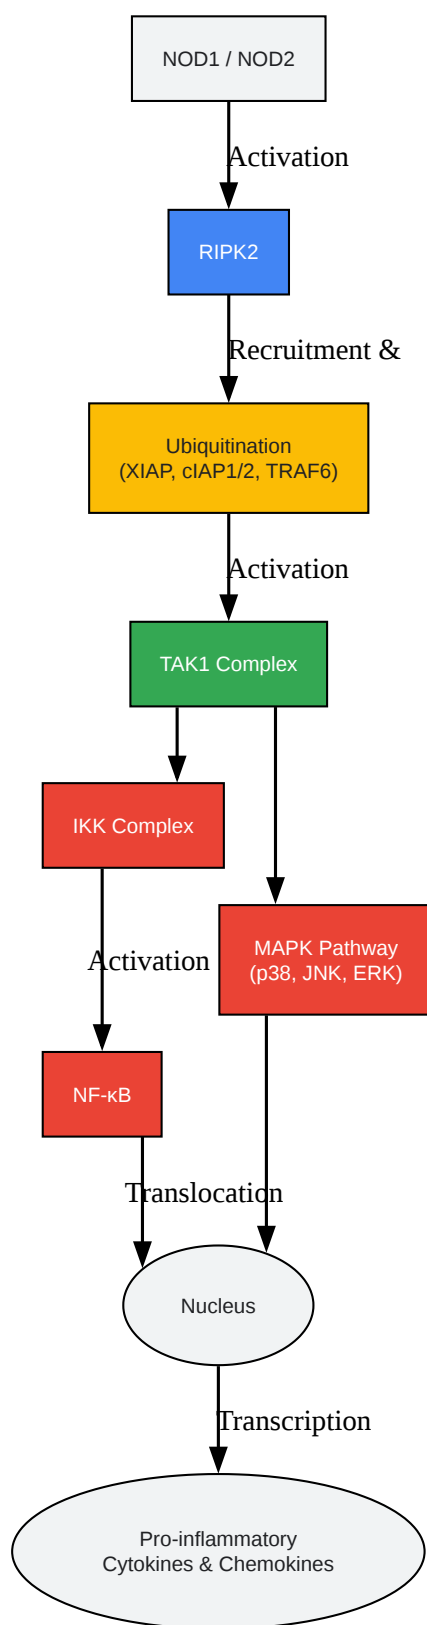 NOD1 / NOD2
Activation
RIPK2
Recruitment &
Ubiquitination
(XIAP, cIAP1/2, TRAF6)
Activation
TAK1 Complex
IKK Complex
MAPK Pathway
(p38, JNK, ERK)
Activation
NF-κB
Translocation
Nucleus
Transcription
Pro-inflammatory
Cytokines & Chemokines